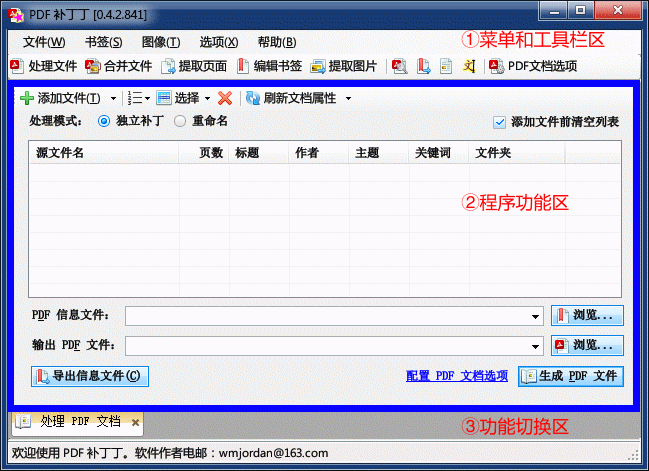 PDF 补丁丁 [0.4.2.841]
文件(W) 书签(S) 图像(T) 选项(X) 帮助(B) ①菜单和工具栏区
处理文件 合并文件 提取页面 编辑书签 提取图片 PDF文档选项
添加文件(I) 选择 刷新文档属性
处理模式: 独立补丁 重命名 添加文件前清空列表
源文件名 页数 标题 作者 主题 关键词 文件夹
②程序功能区
PDF 信息文件: 浏览...
输出 PDF 文件: 浏览...
导出信息文件(C) 配置 PDF 文档选项 生成 PDF 文件
处理 PDF 文档 ③功能切换区
欢迎使用 PDF 补丁丁。软件作者电邮:wmjordan@163.com